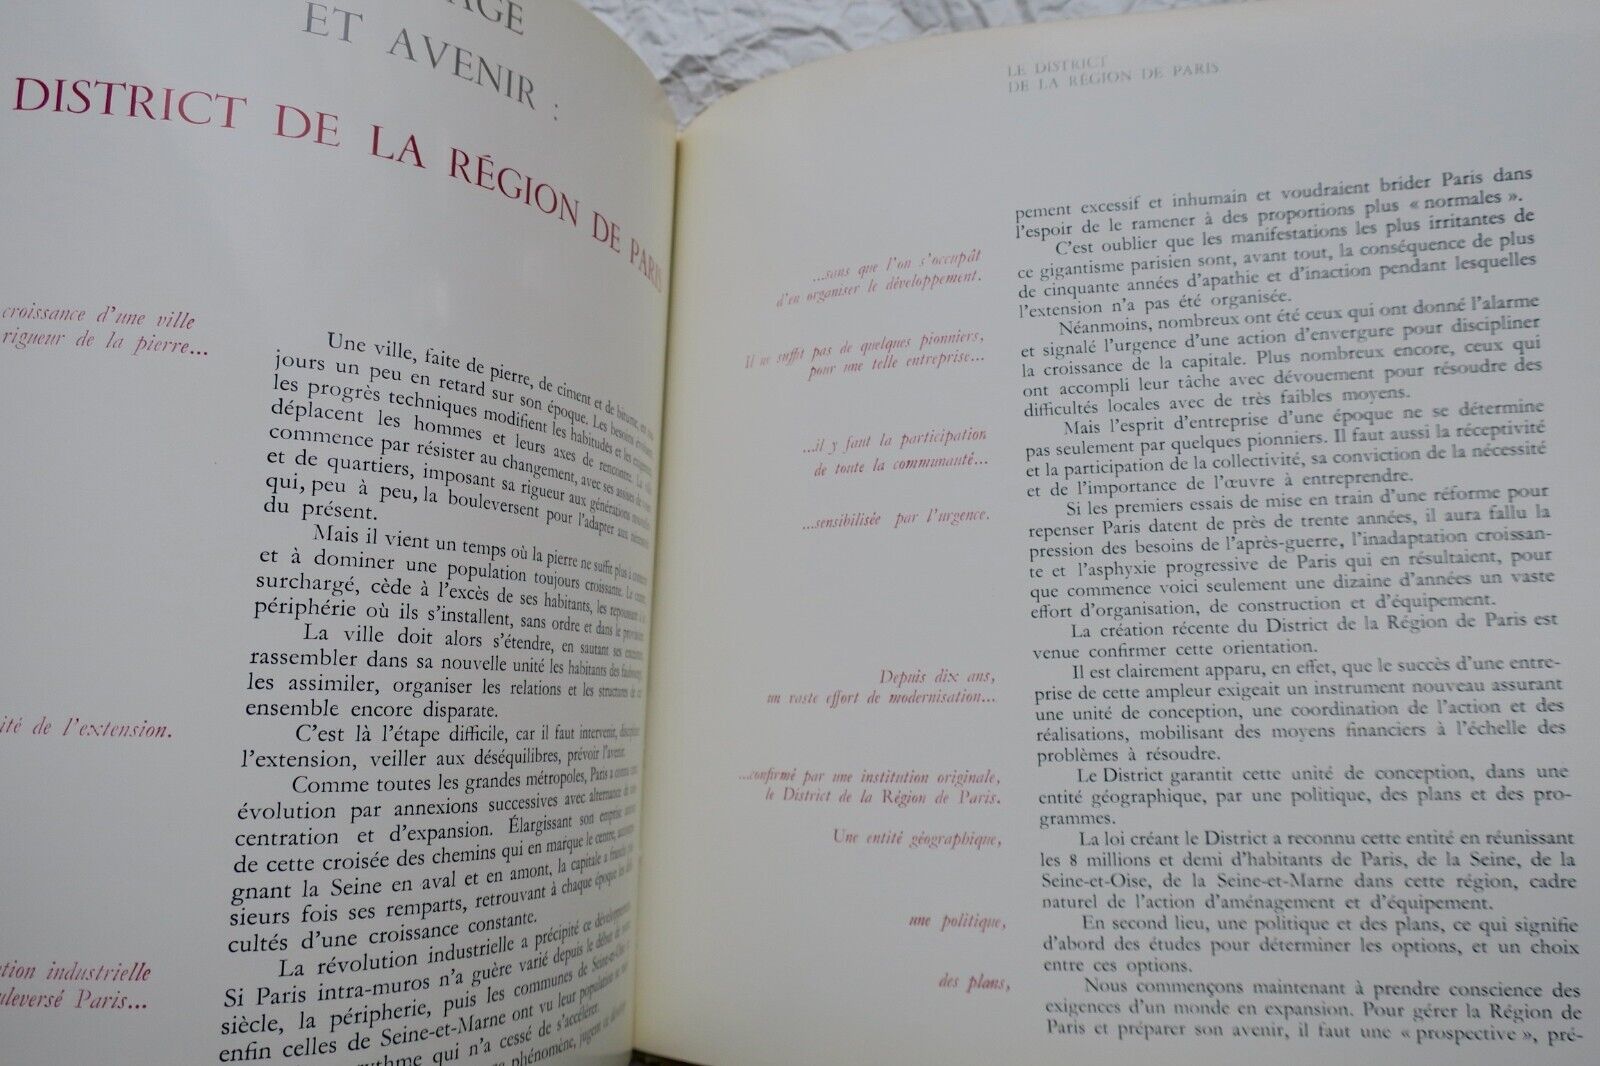 ET AVENIR :
DISTRICT DE LA RÉGION DE PARIS
croissance d'une ville
rigueur de la pierre...
Une ville, faite de pierre, de ciment et de bitume, est
jours un peu en retard sur son époque. Les besoins
les progrès techniques modifient les habitudes et les
déplacent les hommes et leurs axes de rencontre. La ville
commence par résister au changement, avec ses
et de quartiers, imposant sa rigueur aux générations nouvelles
qui, peu à peu, la bouleversent pour l'adapter aux
du présent.
Mais il vient un temps où la pierre ne suffit plus à
et à dominer une population toujours croissante. Le centre,
surchargé, cède à l'excès de ses habitants, les repoussant à la
périphérie où ils s'installent, sans ordre et dans le provisoire
La ville doit alors s'étendre, en sautant ses
rassembler dans sa nouvelle unité les habitants des faubourgs,
les assimiler, organiser les relations et les structures de cet
ensemble encore disparate.
ité de l'extension.
C'est là l'étape difficile, car il faut intervenir, discipliner
l'extension, veiller aux déséquilibres, prévoir l'avenir.
Comme toutes les grandes métropoles, Paris a connu
évolution par annexions successives avec alternance de
centration et d'expansion. Élargissant son emprise autour
de cette croisée des chemins qui en marque le centre,
gnant la Seine en aval et en amont, la capitale a franchi
sieurs fois ses remparts, retrouvant à chaque époque les
cultés d'une croissance constante.
tion industrielle
uleversé Paris...
La révolution industrielle a précipité ce développement.
Si Paris intra-muros n'a guère varié depuis le début du
siècle, la périphérie, puis les communes de Seine-et-Oise,
enfin celles de Seine-et-Marne ont vu leur population
rythme qui n'a cessé de s'accélérer.
phénomène, jugent ce
LE DISTRICT
DE LA RÉGION DE PARIS
pement excessif et inhumain et voudraient brider Paris dans
l'espoir de le ramener à des proportions plus « normales ».
...sans que l'on s'occupât
d'en organiser le développement.
C'est oublier que les manifestations les plus irritantes de
ce gigantisme parisien sont, avant tout, la conséquence de plus
de cinquante années d'apathie et d'inaction pendant lesquelles
l'extension n'a pas été organisée.
Il ne suffit pas de quelques pionniers,
pour une telle entreprise...
Néanmoins, nombreux ont été ceux qui ont donné l'alarme
et signalé l'urgence d'une action d'envergure pour discipliner
la croissance de la capitale. Plus nombreux encore, ceux qui
ont accompli leur tâche avec dévouement pour résoudre des
difficultés locales avec de très faibles moyens.
...il y faut la participation
de toute la communauté...
Mais l'esprit d'entreprise d'une époque ne se détermine
pas seulement par quelques pionniers. Il faut aussi la réceptivité
et la participation de la collectivité, sa conviction de la nécessité
et de l'importance de l'œuvre à entreprendre.
...sensibilisée par l'urgence.
Si les premiers essais de mise en train d'une réforme pour
repenser Paris datent de près de trente années, il aura fallu la
pression des besoins de l'après-guerre, l'inadaptation croissan-
te et l'asphyxie progressive de Paris qui en résultaient, pour
que commence voici seulement une dizaine d'années un vaste
effort d'organisation, de construction et d'équipement.
La création récente du District de la Région de Paris est
venue confirmer cette orientation.
Depuis dix ans,
un vaste effort de modernisation...
Il est clairement apparu, en effet, que le succès d'une entre-
prise de cette ampleur exigeait un instrument nouveau assurant
une unité de conception, une coordination de l'action et des
réalisations, mobilisant des moyens financiers à l'échelle des
problèmes à résoudre.
...confirmé par une institution originale,
le District de la Région de Paris.
Le District garantit cette unité de conception, dans une
entité géographique, par une politique, des plans et des pro-
grammes.
Une entité géographique,
La loi créant le District a reconnu cette entité en réunissant
les 8 millions et demi d'habitants de Paris, de la Seine, de la
Seine-et-Oise, de la Seine-et-Marne dans cette région, cadre
naturel de l'action d'aménagement et d'équipement.
une politique,
En second lieu, une politique et des plans, ce qui signifie
d'abord des études pour déterminer les options, et un choix
entre ces options.
des plans,
Nous commençons maintenant à prendre conscience des
exigences d'un monde en expansion. Pour gérer la Région de
Paris et préparer son avenir, il faut une « prospective », pré-